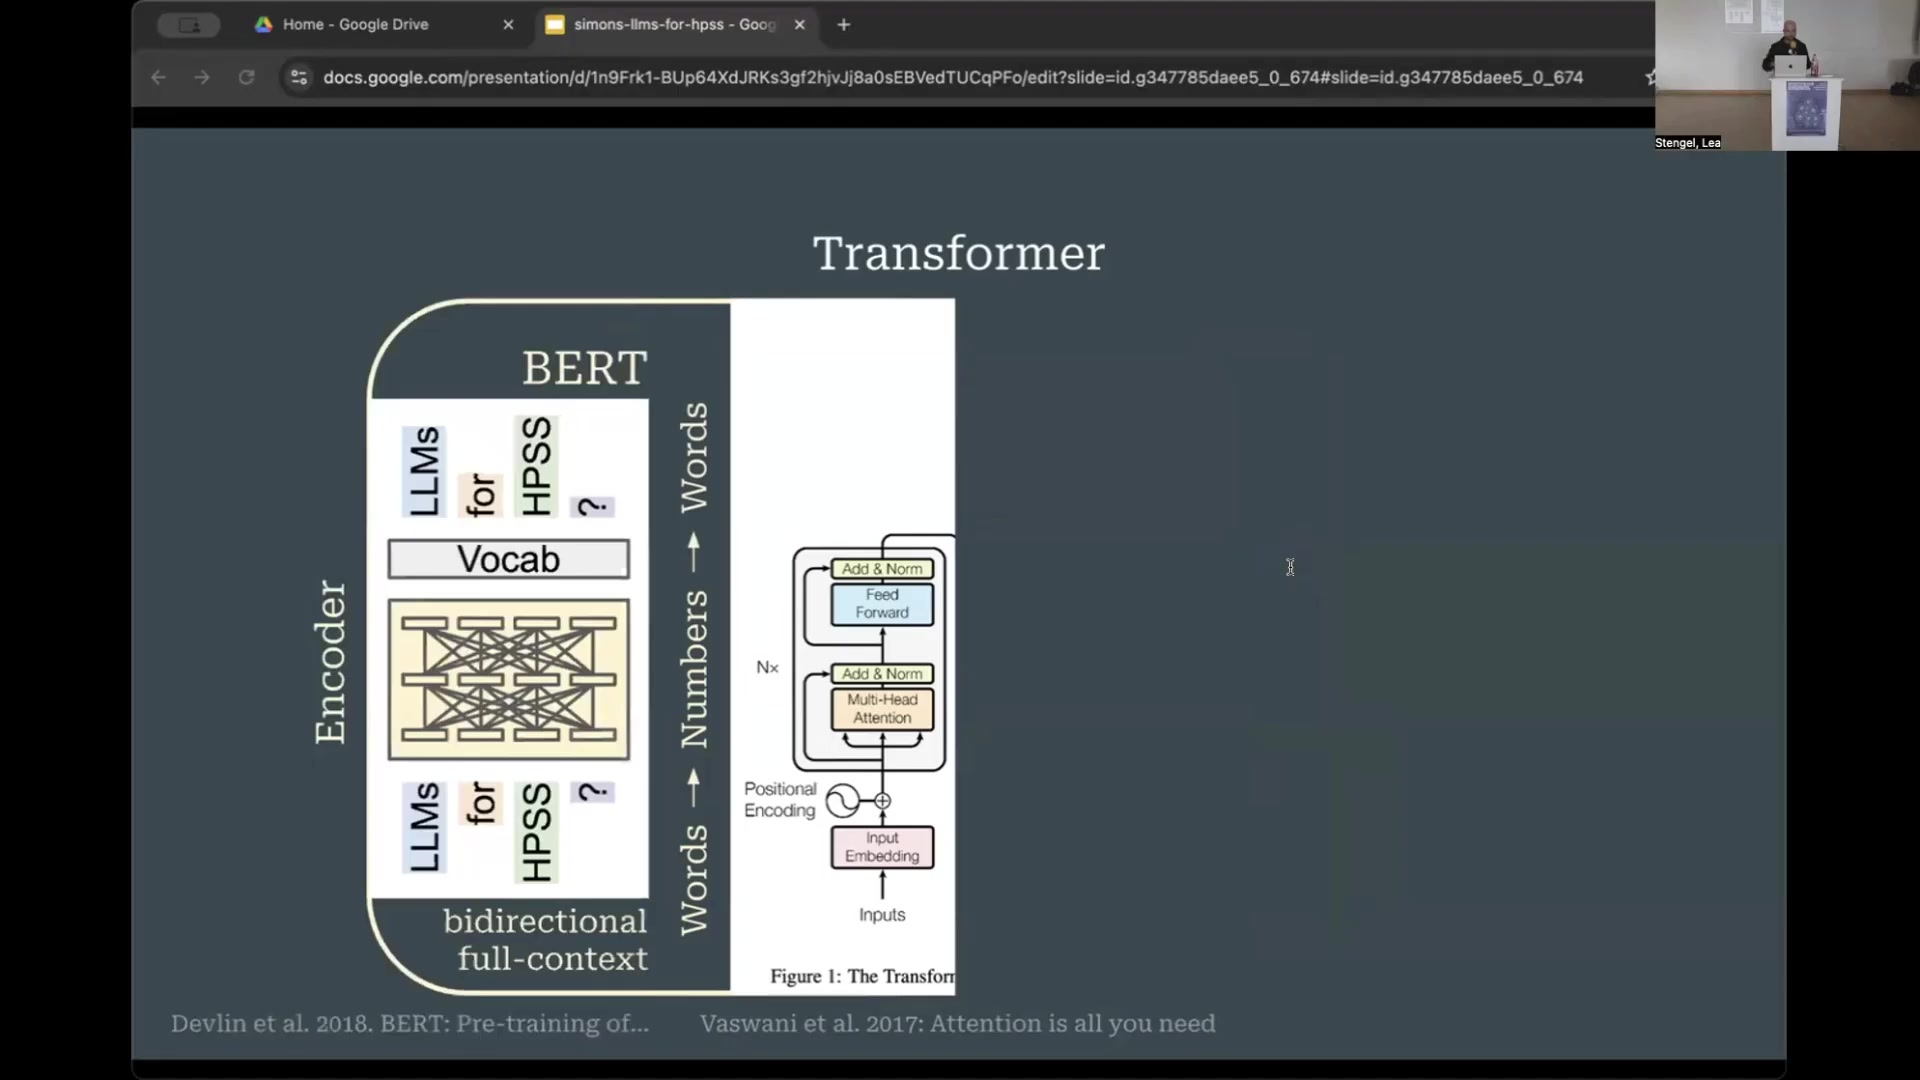 Home - Google Drive
simons-llms-for-hpss - Goog
docs.google.com/presentation/d/1n9Frk1-BUp64XdJRKs3gf2hjvJj8a0sEBVedTUCqPFo/edit?slide=id.g347785daee5_0_674#slide=id.g347785daee5_0_674
Stengel, Lea
Transformer
Encoder
BERT
LLMs for HPSS ?
Vocab
LLMs for HPSS ?
bidirectional
full-context
Words → Numbers → Words
Add & Norm
Feed
Forward
Nx
Add & Norm
Multi-Head
Attention
Positional
Encoding
Input
Embedding
Inputs
Figure 1: The Transform
Devlin et al. 2018. BERT: Pre-training of...
Vaswani et al. 2017: Attention is all you need